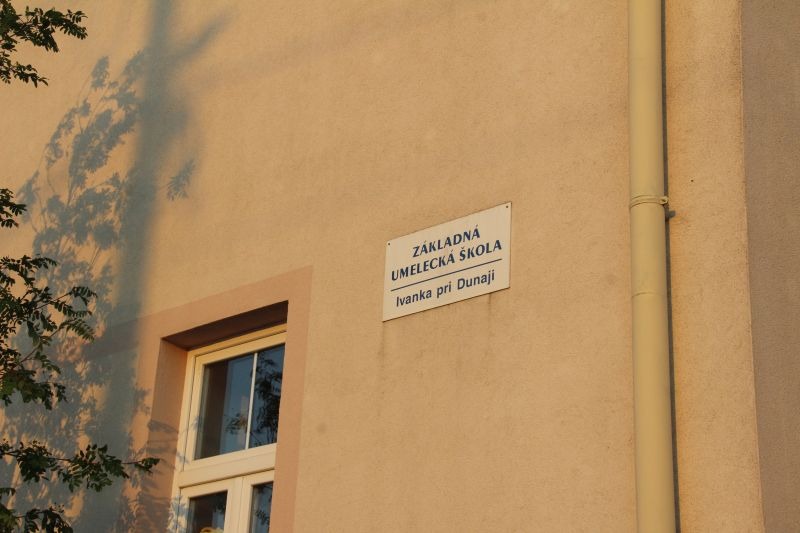 ZÁKLADNÁ
UMELECKÁ ŠKOLA
Ivanka pri Dunaji